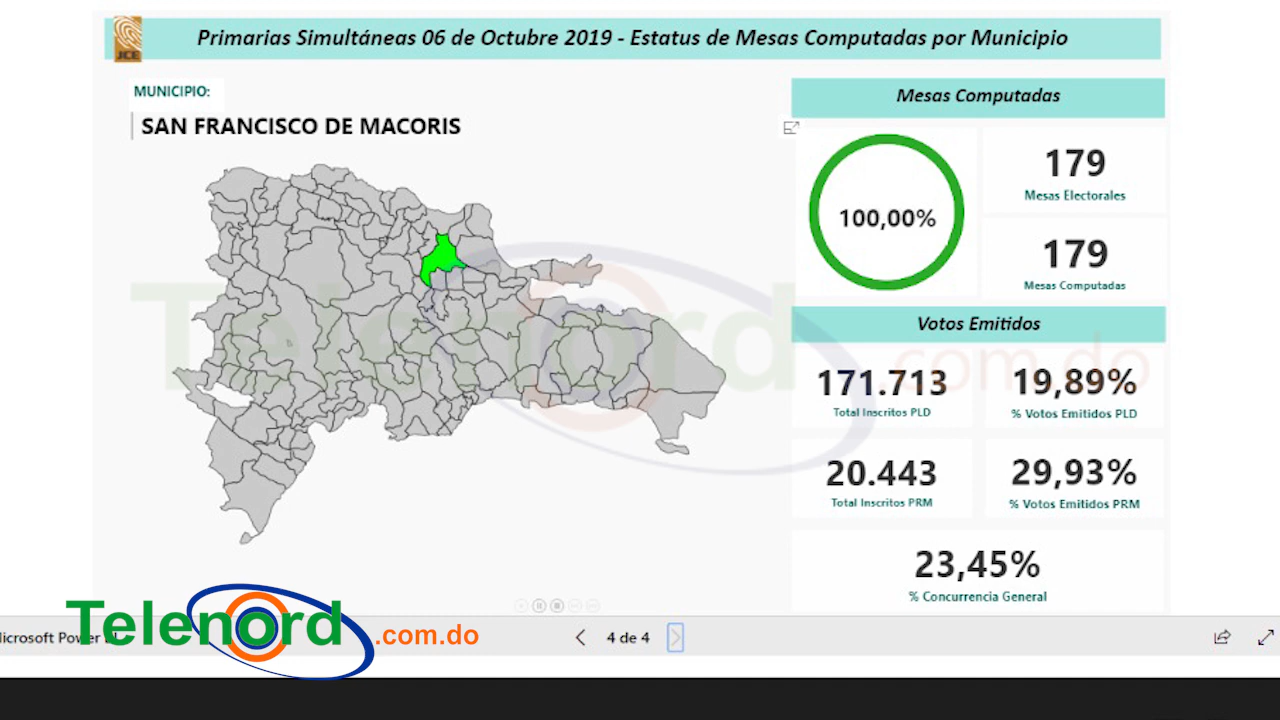 JCE
Primarias Simultáneas 06 de Octubre 2019 - Estatus de Mesas Computadas por Municipio
MUNICIPIO:
SAN FRANCISCO DE MACORIS
Mesas Computadas
100,00%
179
Mesas Electorales
179
Mesas Computadas
Votos Emitidos
171.713
Total Inscritos PLD
19,89%
% Votos Emitidos PLD
20.443
Total Inscritos PRM
29,93%
% Votos Emitidos PRM
23,45%
% Concurrencia General
Telenord.com.do
Telenord.com.do
4 de 4